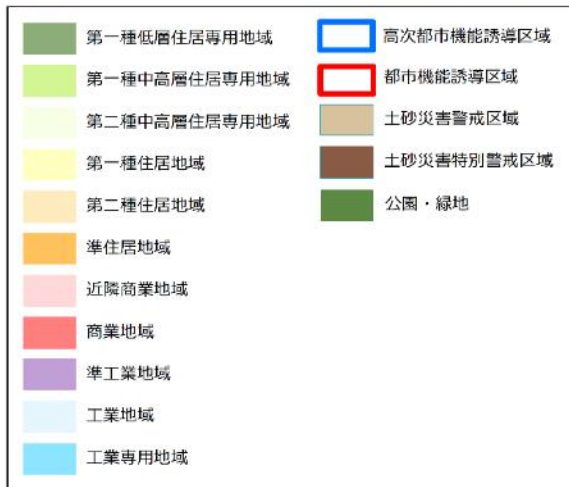 第一種低層住居専用地域
第一種中高層住居専用地域
第二種中高層住居専用地域
第一種住居地域
第二種住居地域
準住居地域
近隣商業地域
商業地域
準工業地域
工業地域
工業専用地域
高次都市機能誘導区域
都市機能誘導区域
土砂災害警戒区域
土砂災害特別警戒区域
公園・緑地